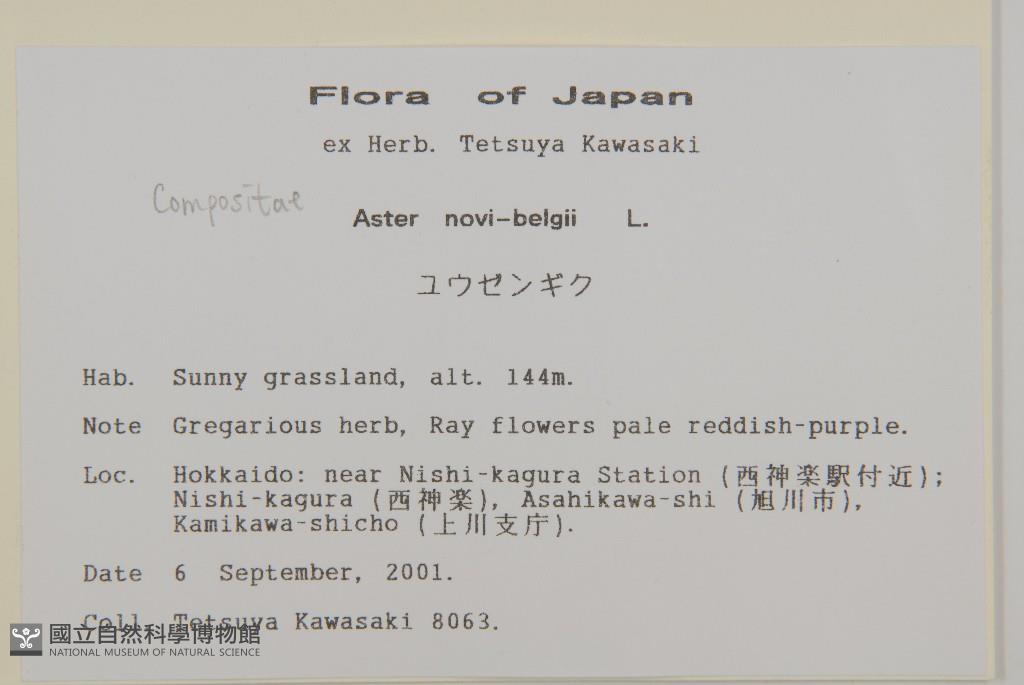 Flora of Japan
ex Herb. Tetsuya Kawasaki
Compositae
Aster novi-belgii L.
ユウゼンギク
Hab. Sunny grassland, alt. 144m.
Note Gregarious herb, Ray flowers pale reddish-purple.
Loc. Hokkaido: near Nishi-kagura Station (西神楽駅付近);
Nishi-kagura (西神楽), Asahikawa-shi (旭川市),
Kamikawa-shicho (上川支庁).
Date 6 September, 2001.
Coll. Tetsuya Kawasaki 8063.
國立自然科學博物館
NATIONAL MUSEUM OF NATURAL SCIENCE